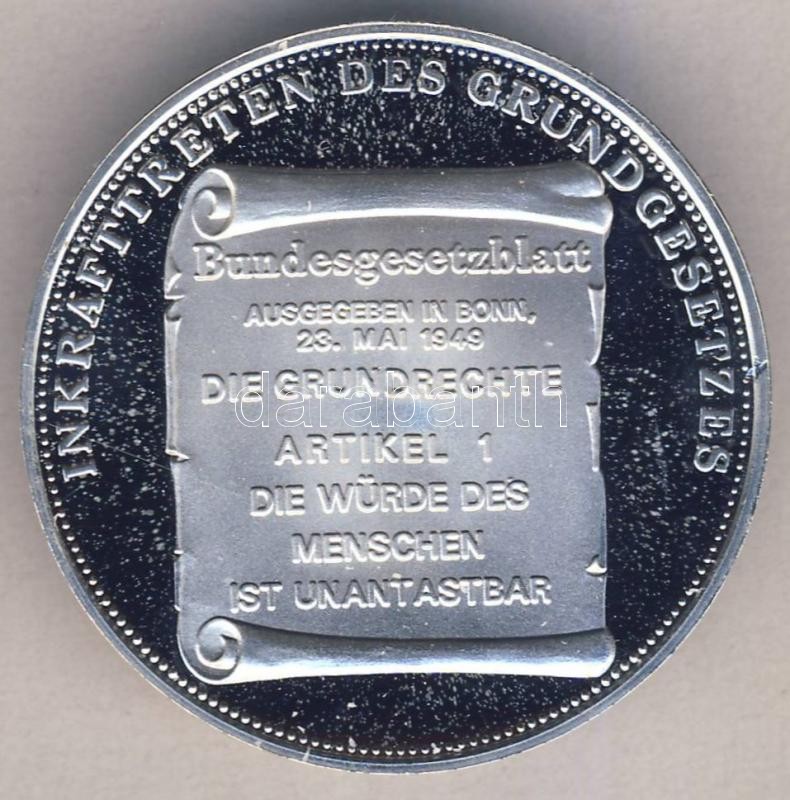 INKRAFTTRETEN DES GRUNDGESETZES
Bundesgesetzblatt
AUSGEGEBEN IN BONN,
23. MAI 1949
DIE GRUNDRECHTE
darabanth
ARTIKEL 1
DIE WÜRDE DES
MENSCHEN
IST UNANTASTBAR